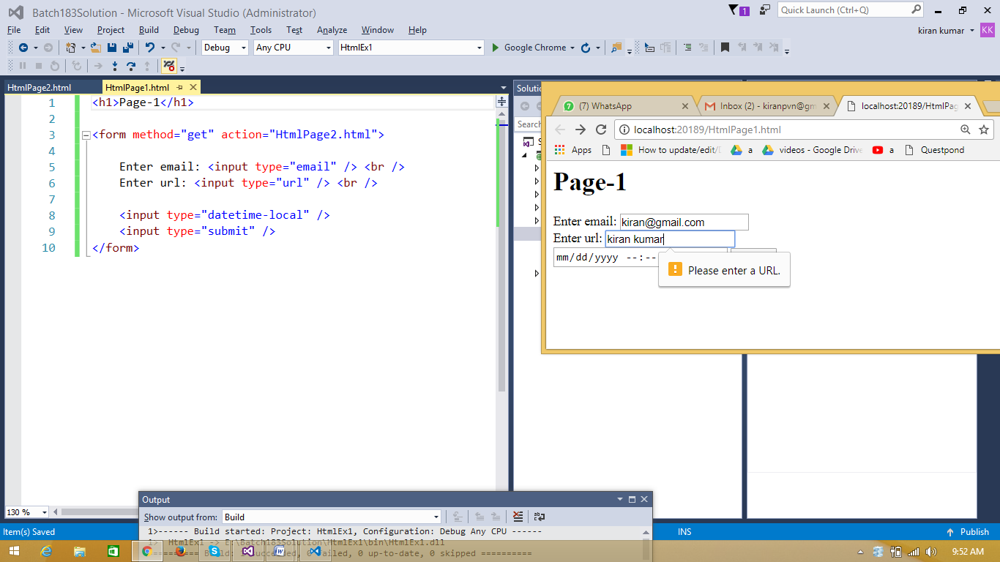 Batch183Solution - Microsoft Visual Studio (Administrator)
1
Quick Launch (Ctrl+Q)
File Edit View Project Build Debug Team Tools Test Analyze Window Help
kiran kumar KK
Debug Any CPU HtmlEx1 Google Chrome
HtmlPage2.html HtmlPage1.html
1 <h1>Page-1</h1>
2
3 <form method="get" action="HtmlPage2.html">
4
5 Enter email: <input type="email" /> <br />
6 Enter url: <input type="url" /> <br />
7
8 <input type="datetime-local" />
9 <input type="submit" />
10 </form>
Solutio
Search
S
7 (7) WhatsApp
Inbox (2) - kiranpvn@gm
localhost:20189/HtmlPag
localhost:20189/HtmlPage1.html
Apps How to update/edit/ a videos - Google Drive a Questpond
Page-1
Enter email: kiran@gmail.com
Enter url: kiran kumar
mm/dd/yyyy --:--
Please enter a URL.
130 %
Output
Show output from: Build
1>------ Build started: Project: HtmlEx1, Configuration: Debug Any CPU ------
1> HtmlEx1 -> E:\Batch183Solution\HtmlEx1\bin\HtmlEx1.dll
========== Build: 1 succeeded, 0 failed, 0 up-to-date, 0 skipped ==========
Item(s) Saved
INS
Publish
9:52 AM